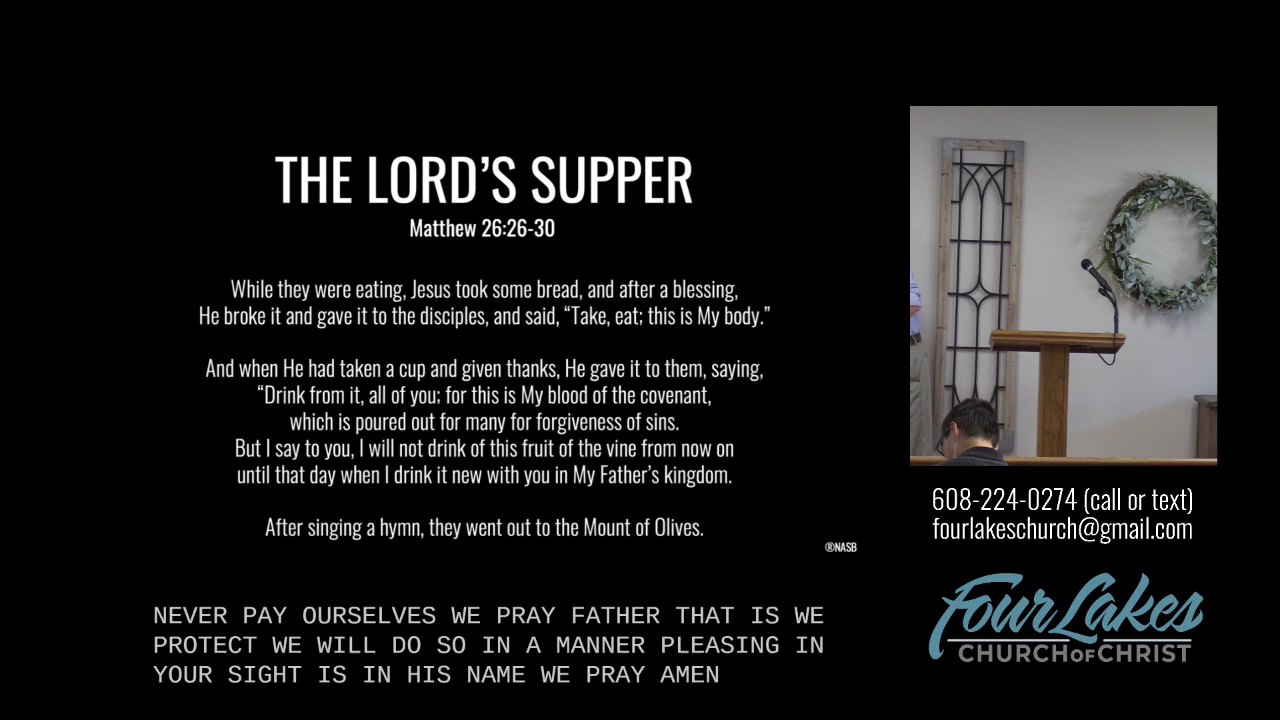 THE LORD’S SUPPER
Matthew 26:26-30
While they were eating, Jesus took some bread, and after a blessing,
He broke it and gave it to the disciples, and said, “Take, eat; this is My body.”
And when He had taken a cup and given thanks, He gave it to them, saying,
“Drink from it, all of you; for this is My blood of the covenant,
which is poured out for many for forgiveness of sins.
But I say to you, I will not drink of this fruit of the vine from now on
until that day when I drink it new with you in My Father’s kingdom.
After singing a hymn, they went out to the Mount of Olives.
®NASB
NEVER PAY OURSELVES WE PRAY FATHER THAT IS WE
PROTECT WE WILL DO SO IN A MANNER PLEASING IN
YOUR SIGHT IS IN HIS NAME WE PRAY AMEN
608-224-0274 (call or text)
fourlakeschurch@gmail.com
Four Lakes
CHURCH OF CHRIST